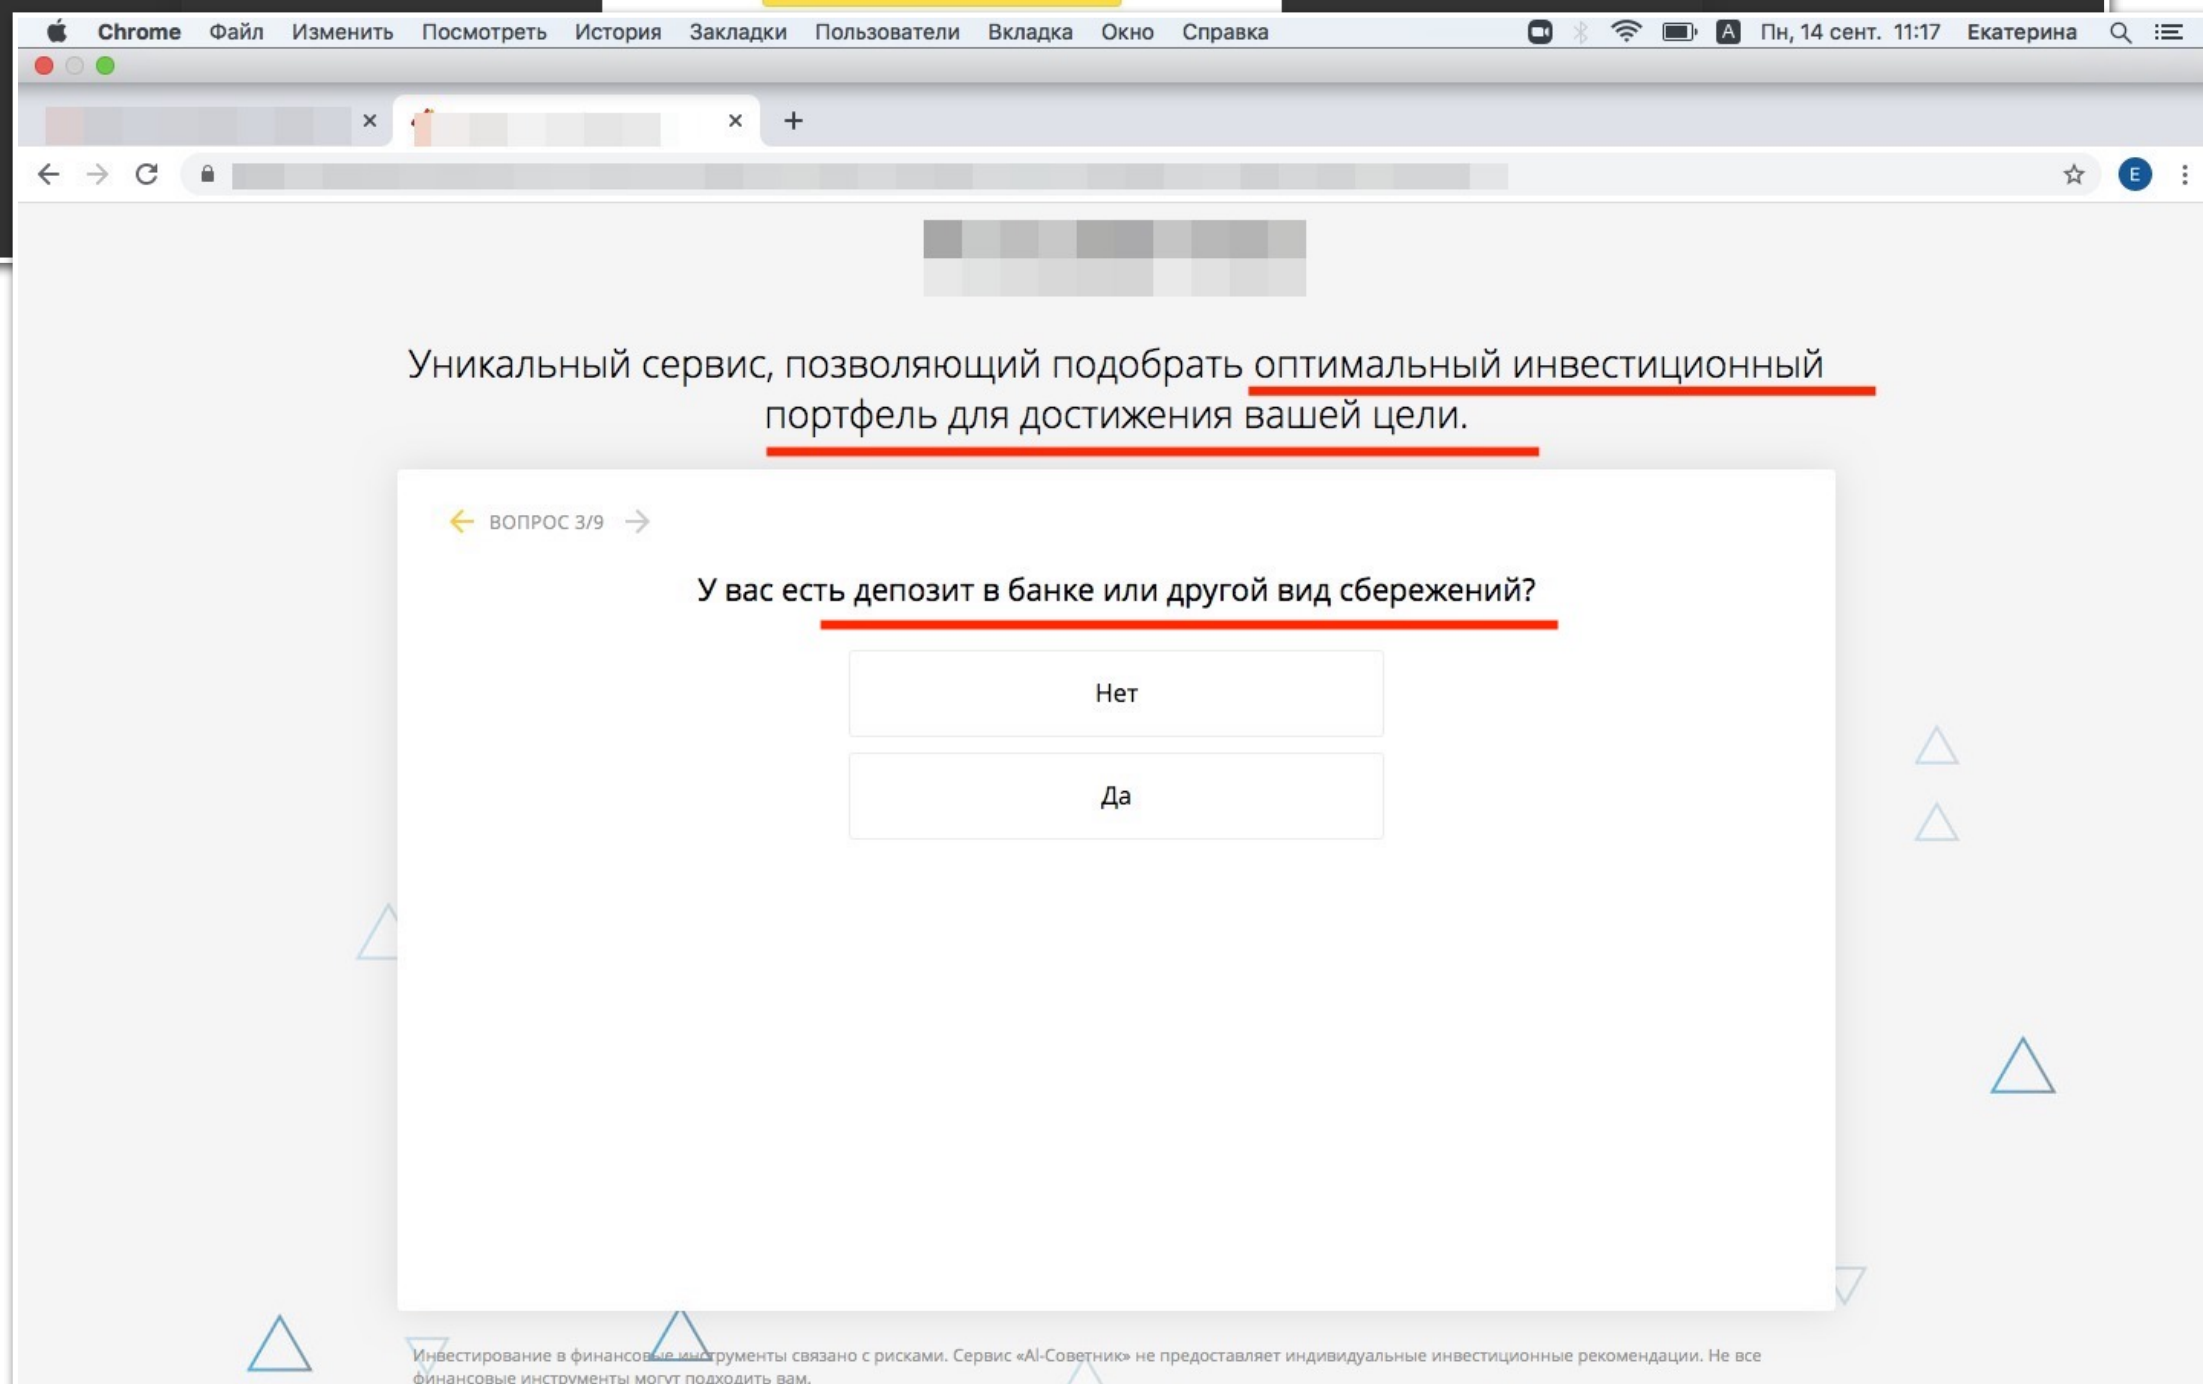 Chrome Файл Изменить Посмотреть История Закладки Пользователи Вкладка Окно Справка A Пн, 14 сент. 11:17 Екатерина
E
Уникальный сервис, позволяющий подобрать оптимальный инвестиционный
портфель для достижения вашей цели.
ВОПРОС 3/9
У вас есть депозит в банке или другой вид сбережений?
Нет
Да
Инвестирование в финансовые инструменты связано с рисками. Сервис «AI-Советник» не предоставляет индивидуальные инвестиционные рекомендации. Не все
финансовые инструменты могут подходить вам.